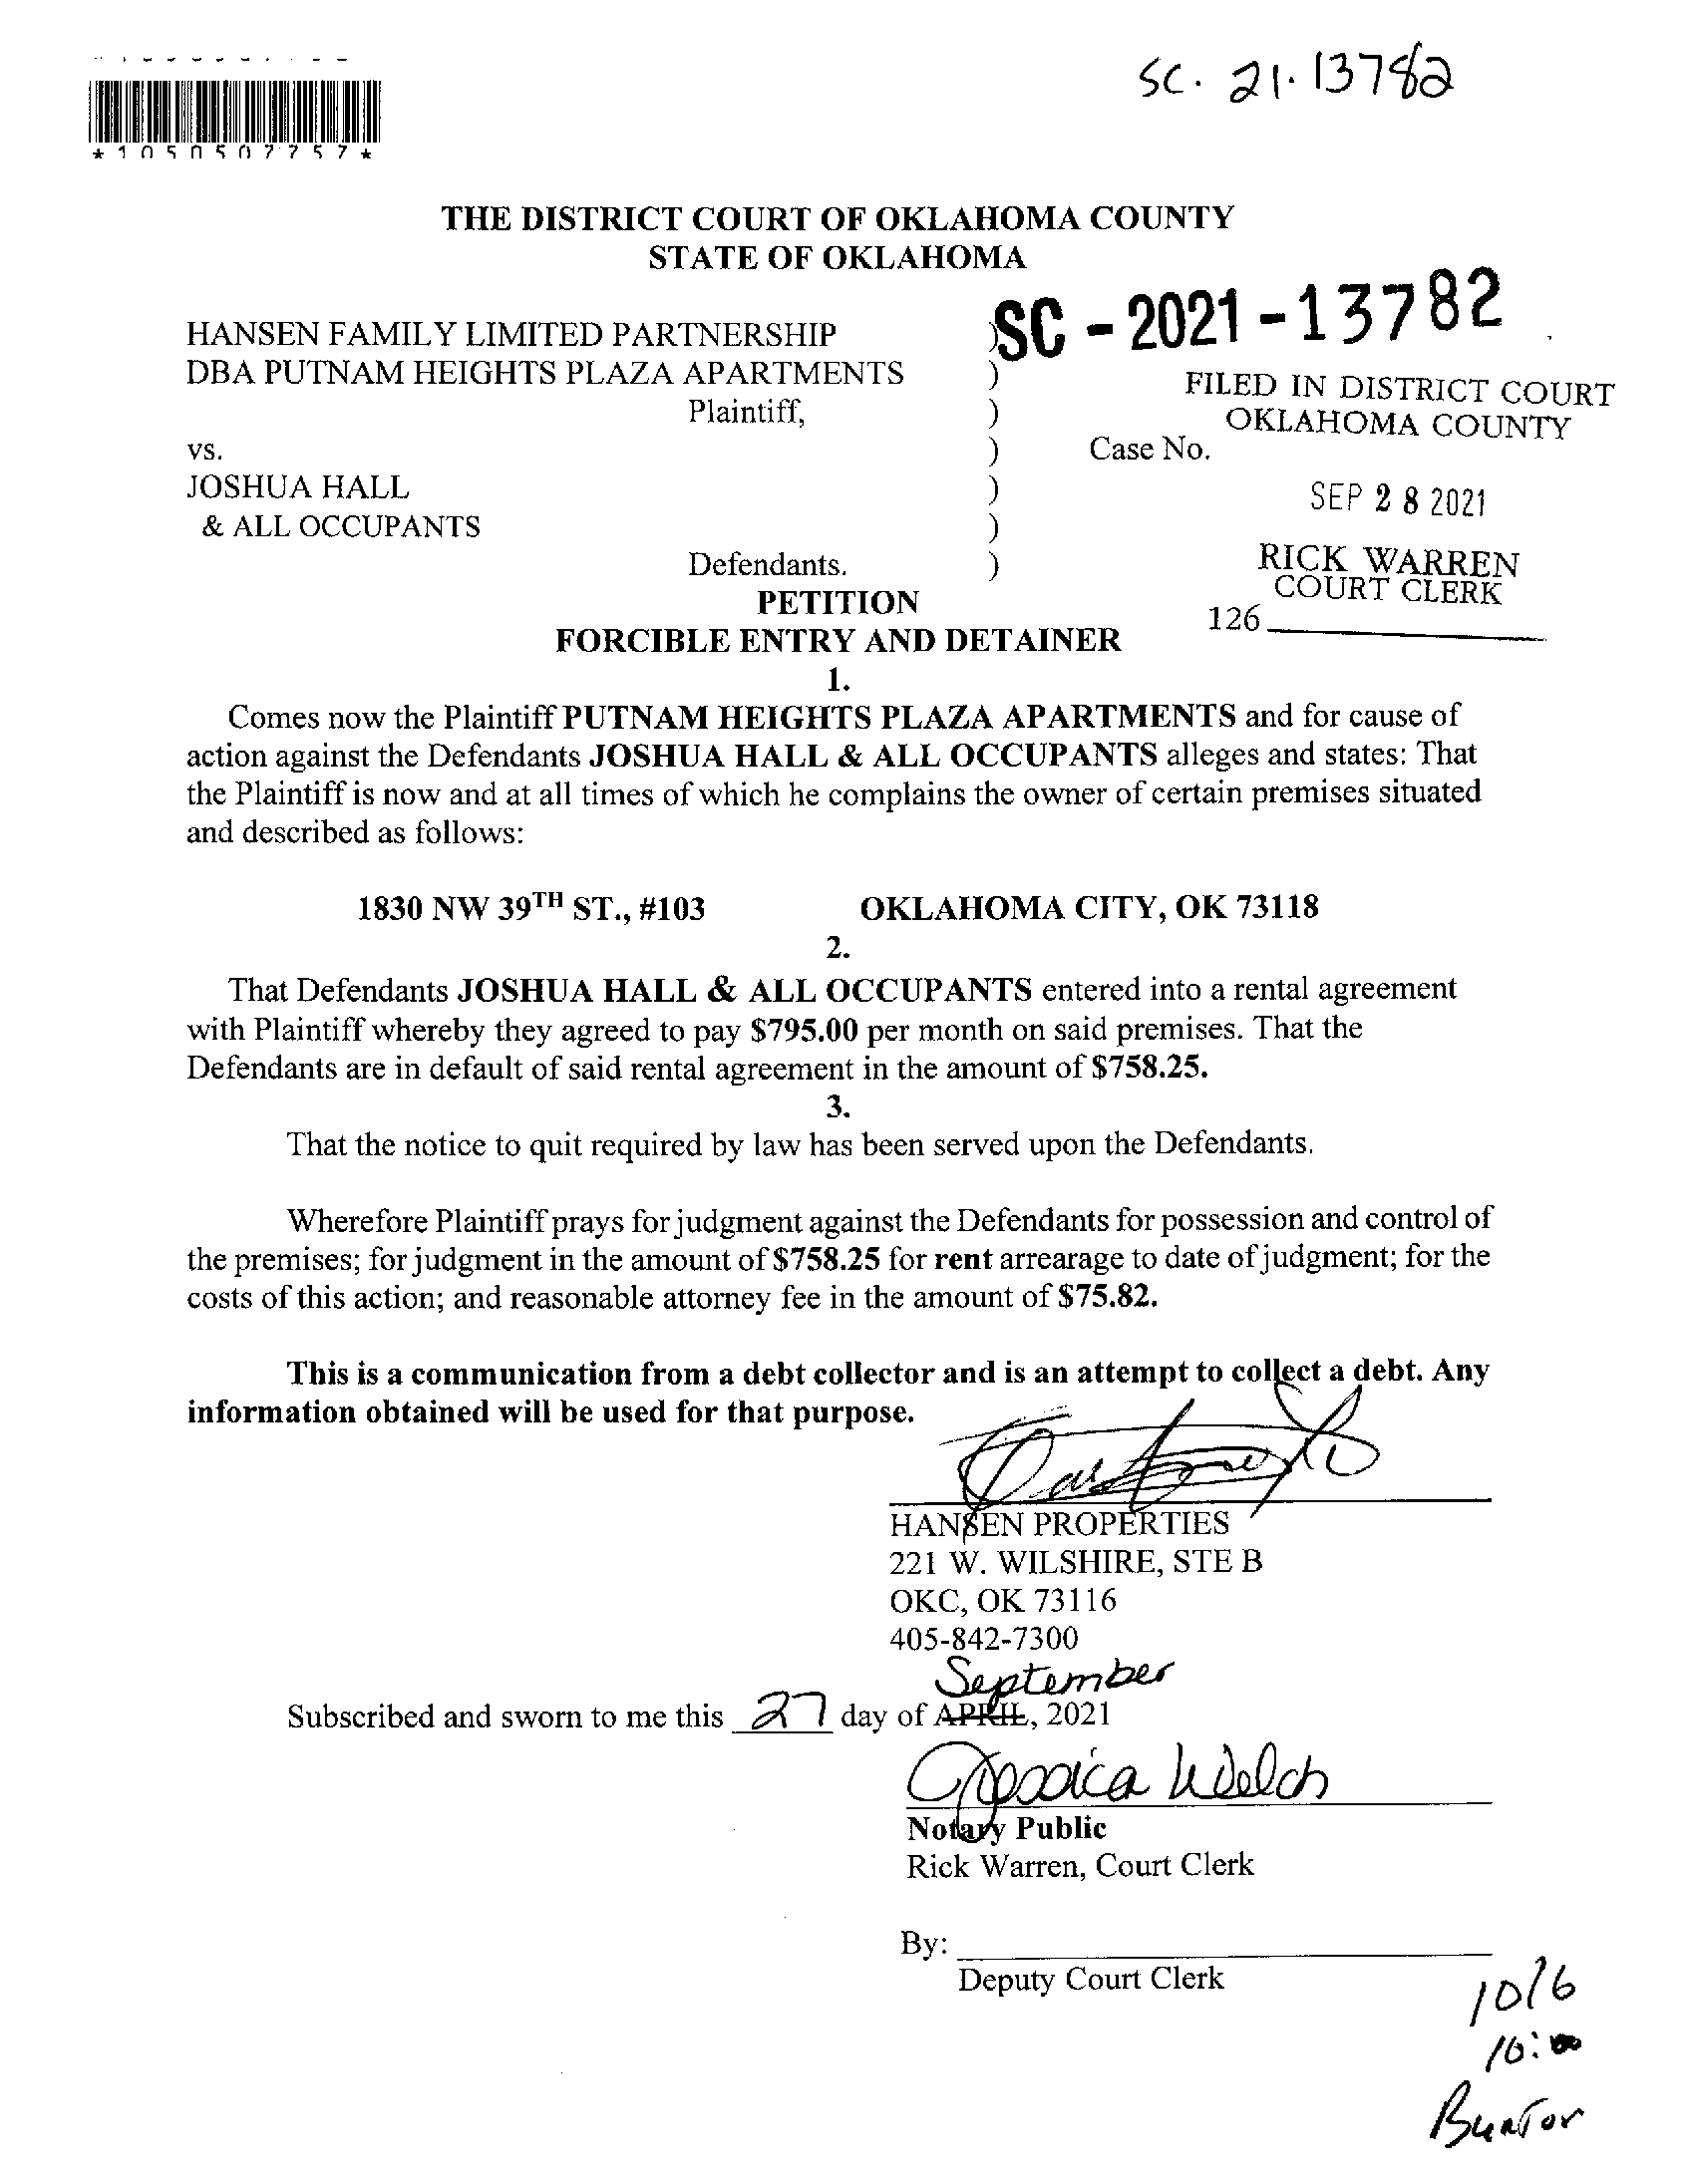 SC. 21. 13782
*1050507757*
THE DISTRICT COURT OF OKLAHOMA COUNTY
STATE OF OKLAHOMA
HANSEN FAMILY LIMITED PARTNERSHIP ) SC - 2021 - 13782
DBA PUTNAM HEIGHTS PLAZA APARTMENTS )
FILED IN DISTRICT COURT
Plaintiff, )
OKLAHOMA COUNTY
vs. ) Case No.
JOSHUA HALL )
SEP 28 2021
& ALL OCCUPANTS )
Defendants. )
RICK WARREN
COURT CLERK
PETITION
126
FORCIBLE ENTRY AND DETAINER
1.
Comes now the Plaintiff PUTNAM HEIGHTS PLAZA APARTMENTS and for cause of
action against the Defendants JOSHUA HALL & ALL OCCUPANTS alleges and states: That
the Plaintiff is now and at all times of which he complains the owner of certain premises situated
and described as follows:
1830 NW 39TH ST., #103 OKLAHOMA CITY, OK 73118
2.
That Defendants JOSHUA HALL & ALL OCCUPANTS entered into a rental agreement
with Plaintiff whereby they agreed to pay $795.00 per month on said premises. That the
Defendants are in default of said rental agreement in the amount of $758.25.
3.
That the notice to quit required by law has been served upon the Defendants.
Wherefore Plaintiff prays for judgment against the Defendants for possession and control of
the premises; for judgment in the amount of $758.25 for rent arrearage to date of judgment; for the
costs of this action; and reasonable attorney fee in the amount of $75.82.
This is a communication from a debt collector and is an attempt to collect a debt. Any
information obtained will be used for that purpose.
HANSEN PROPERTIES
221 W. WILSHIRE, STE B
OKC, OK 73116
405-842-7300
September
Subscribed and sworn to me this 27 day of APRIL, 2021
Jessica Welch
Notary Public
Rick Warren, Court Clerk
By:
Deputy Court Clerk
10/6
10:00